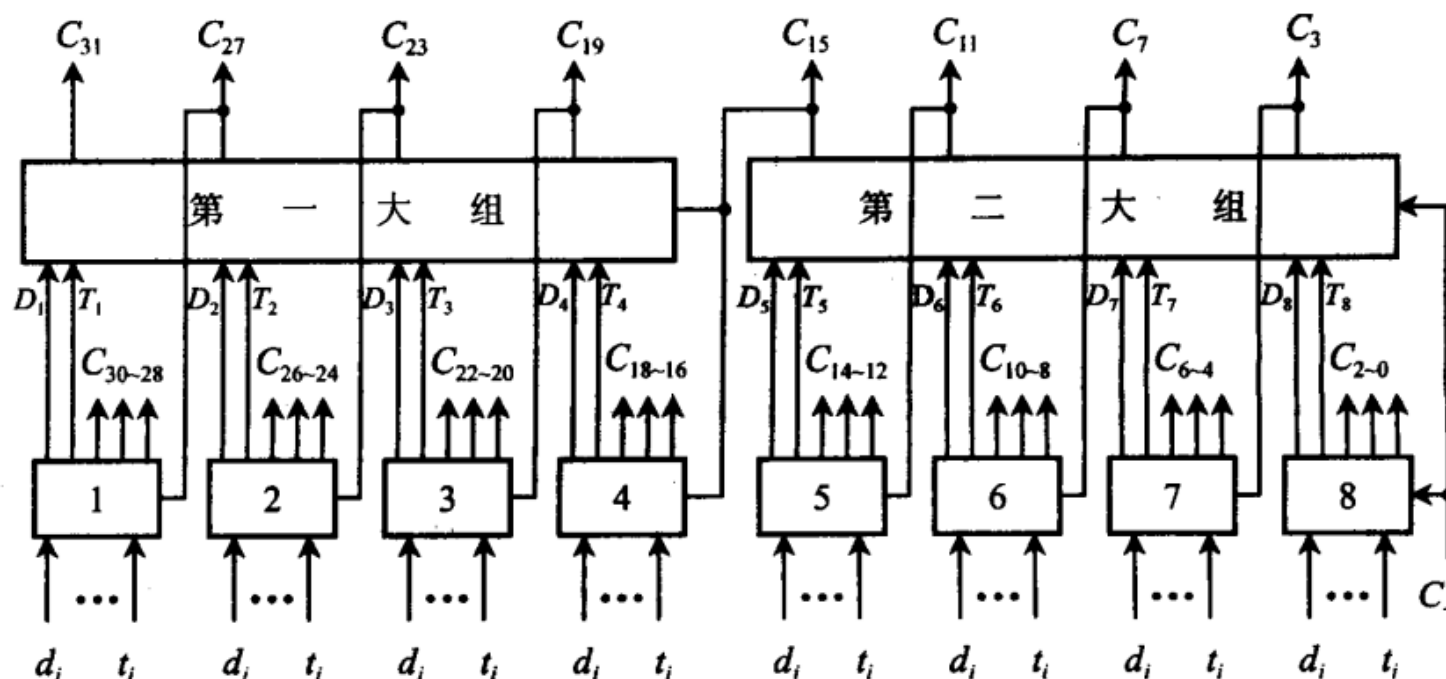 C₃₁ C₂₇ C₂₃ C₁₉ C₁₅ C₁₁ C₇ C₃
第一大组 第二大组
D₁ T₁ D₂ T₂ D₃ T₃ D₄ T₄ D₅ T₅ D₆ T₆ D₇ T₇ D₈ T₈
C₃₀~₂₈ C₂₆~₂₄ C₂₂~₂₀ C₁₈~₁₆ C₁₄~₁₂ C₁₀~₈ C₆~₄ C₂~₀
1 2 3 4 5 6 7 8
... ... ... ... ... ... ... ...
C
dᵢ tᵢ dᵢ tᵢ dᵢ tᵢ dᵢ tᵢ dᵢ tᵢ dᵢ tᵢ dᵢ tᵢ dᵢ tᵢ